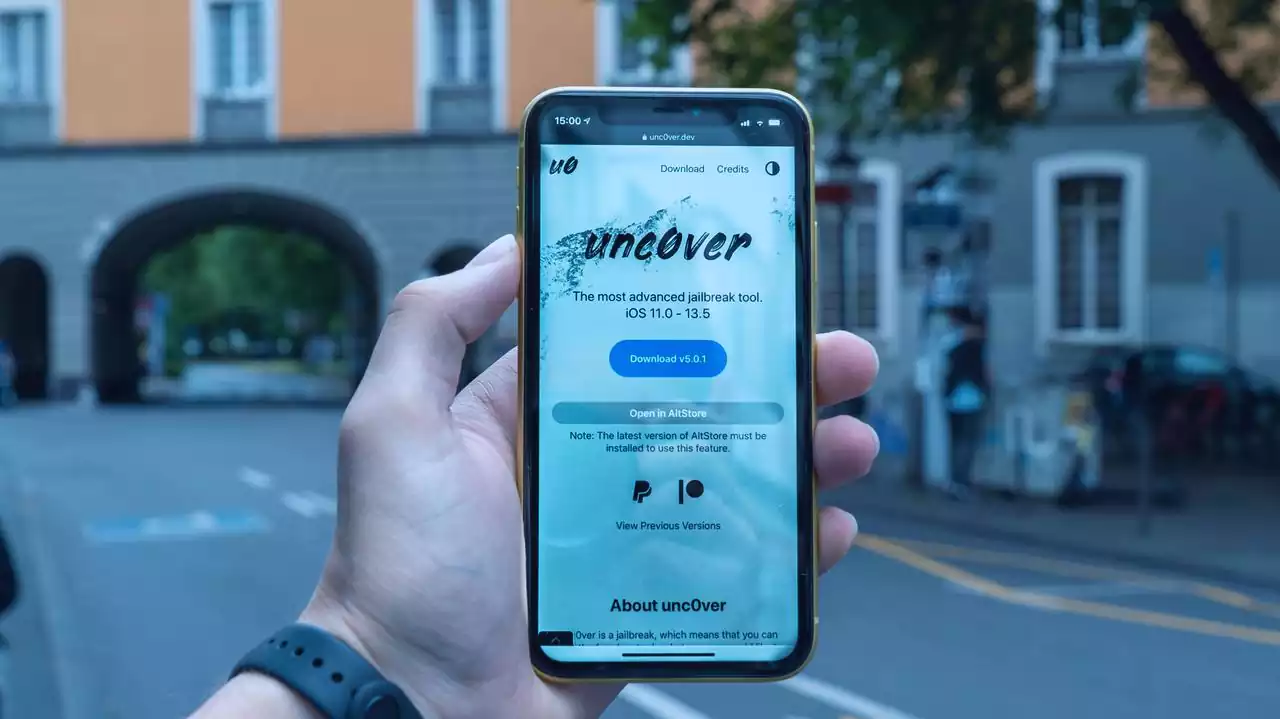 15:00
unc0ver.dev
u0
Download Credits
unc0ver
The most advanced jailbreak tool.
iOS 11.0 - 13.5
Download v5.0.1
Open in AltStore
Note: The latest version of AltStore must be
installed to use this feature.
View Previous Versions
About unc0ver
0ver is a jailbreak, which means that you can